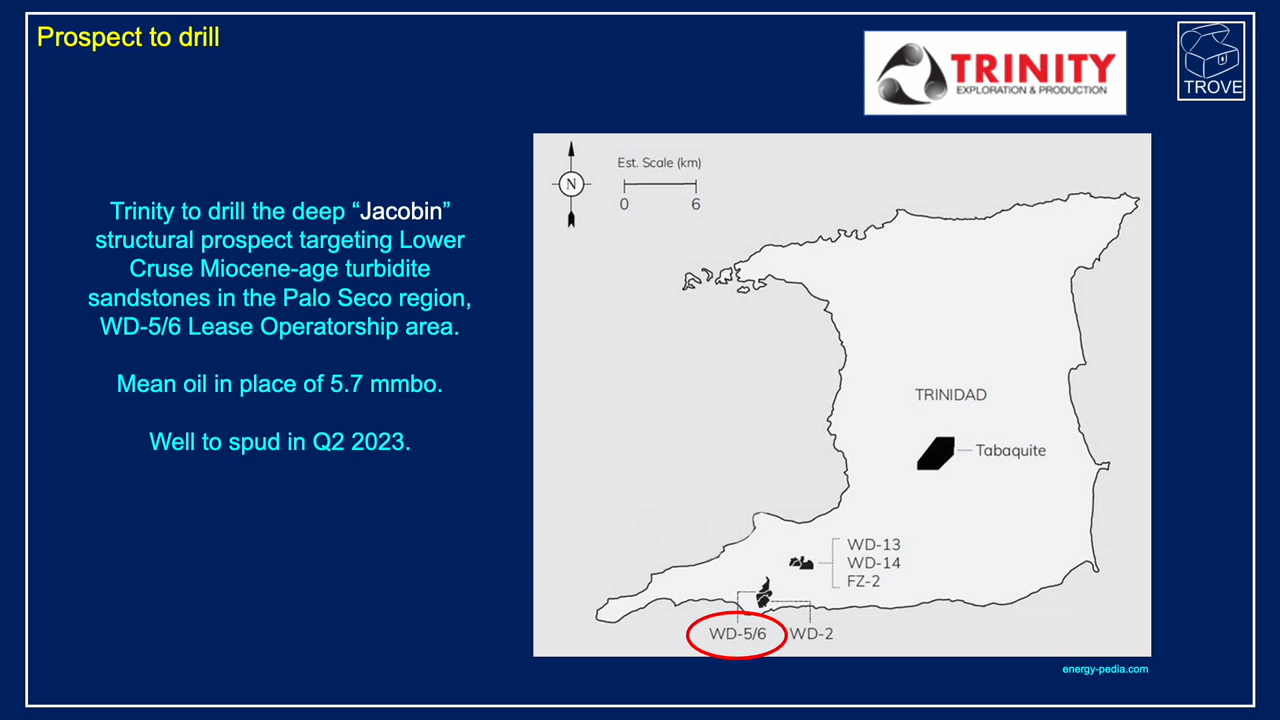 Prospect to drill
TRINITY
EXPLORATION & PRODUCTION
TROVE
Trinity to drill the deep “Jacobin”
structural prospect targeting Lower
Cruse Miocene-age turbidite
sandstones in the Palo Seco region,
WD-5/6 Lease Operatorship area.
Mean oil in place of 5.7 mmbo.
Well to spud in Q2 2023.
N
Est. Scale (km)
0 6
TRINIDAD
Tabaquite
WD-13
WD-14
FZ-2
WD-5/6 WD-2
energy-pedia.com